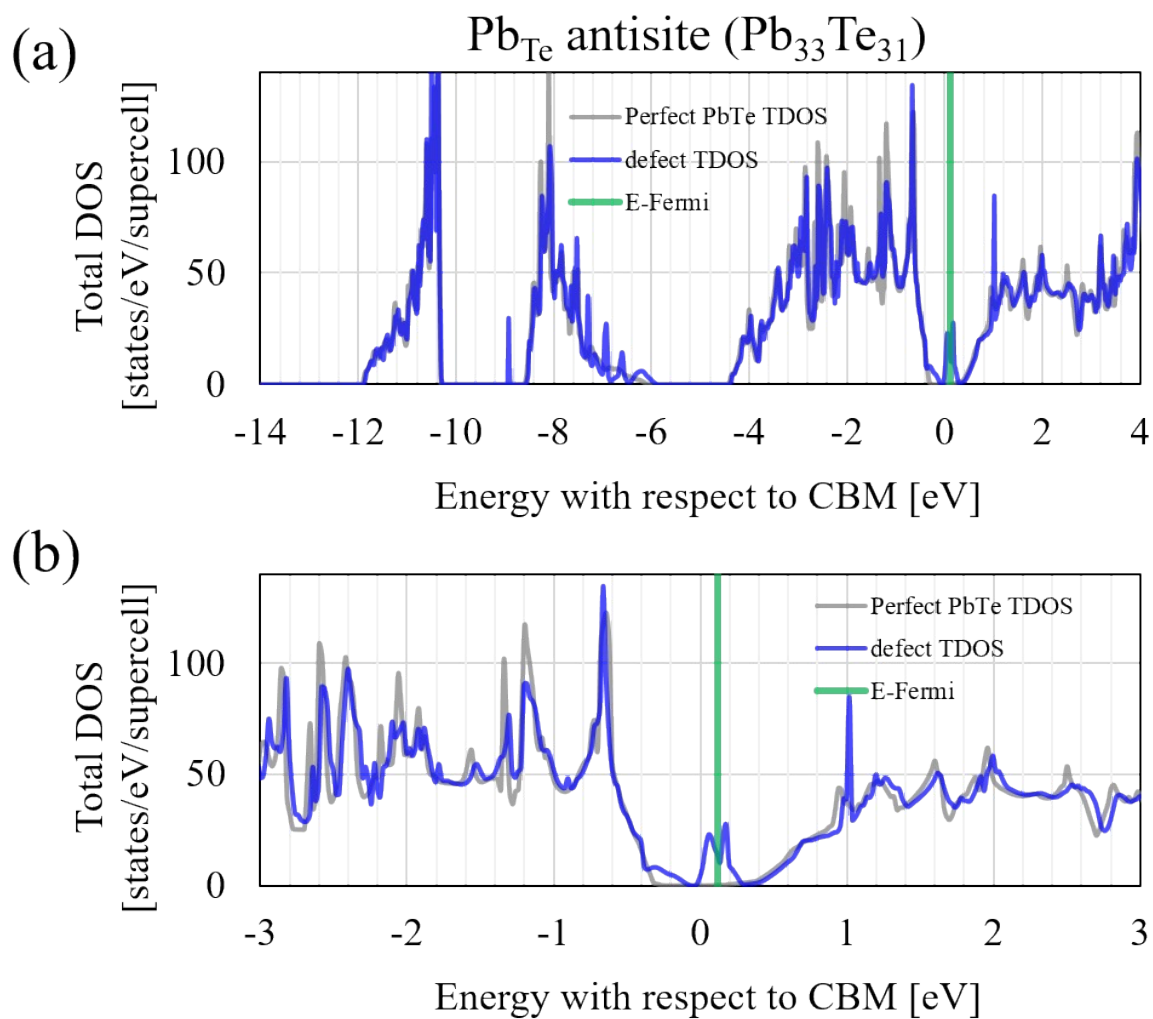 (a)
Pb_Te antisite (Pb_33Te_31)
Total DOS
[states/eV/supercell]
100
50
0
Perfect PbTe TDOS
defect TDOS
E-Fermi
-14 -12 -10 -8 -6 -4 -2 0 2 4
Energy with respect to CBM [eV]
(b)
Total DOS
[states/eV/supercell]
100
50
0
Perfect PbTe TDOS
defect TDOS
E-Fermi
-3 -2 -1 0 1 2 3
Energy with respect to CBM [eV]